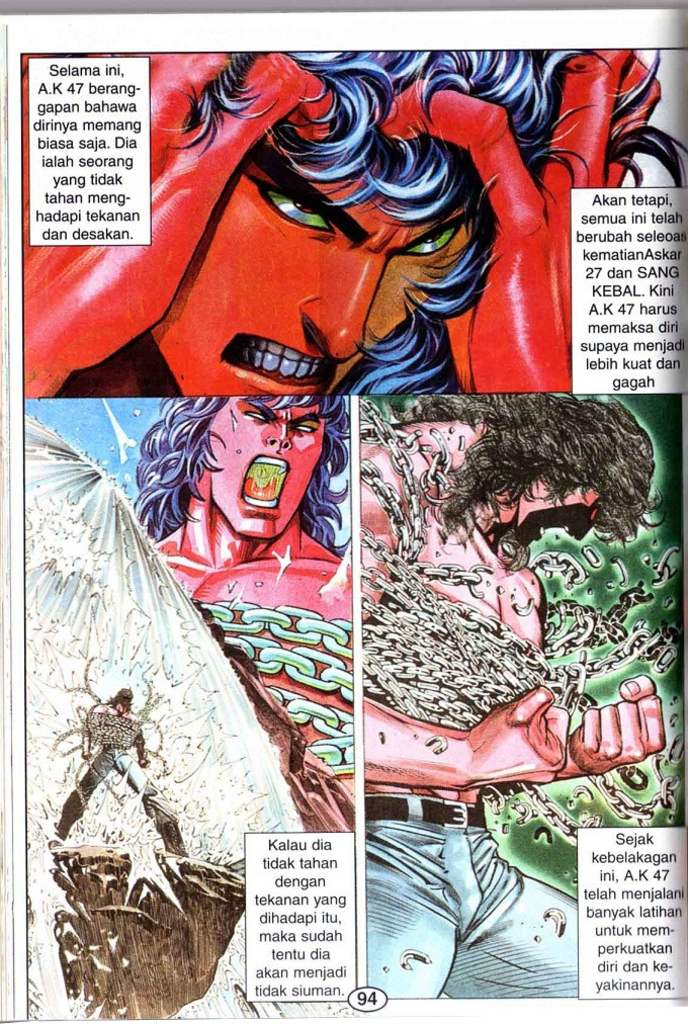 Selama ini,
A.K 47 berang-
gapan bahawa
dirinya memang
biasa saja. Dia
ialah seorang
yang tidak
tahan meng-
hadapi tekanan
dan desakan.
Akan tetapi,
semua ini telah
berubah seleoas
kematianAskar
27 dan SANG
KEBAL. Kini
A.K 47 harus
memaksa diri
supaya menjadi
lebih kuat dan
gagah
Kalau dia
tidak tahan
dengan
tekanan yang
dihadapi itu,
maka sudah
tentu dia
akan menjadi
tidak siuman.
Sejak
kebelakagan
ini, A.K 47
telah menjalani
banyak latihan
untuk mem-
perkuatkan
diri dan ke-
yakinannya.
94